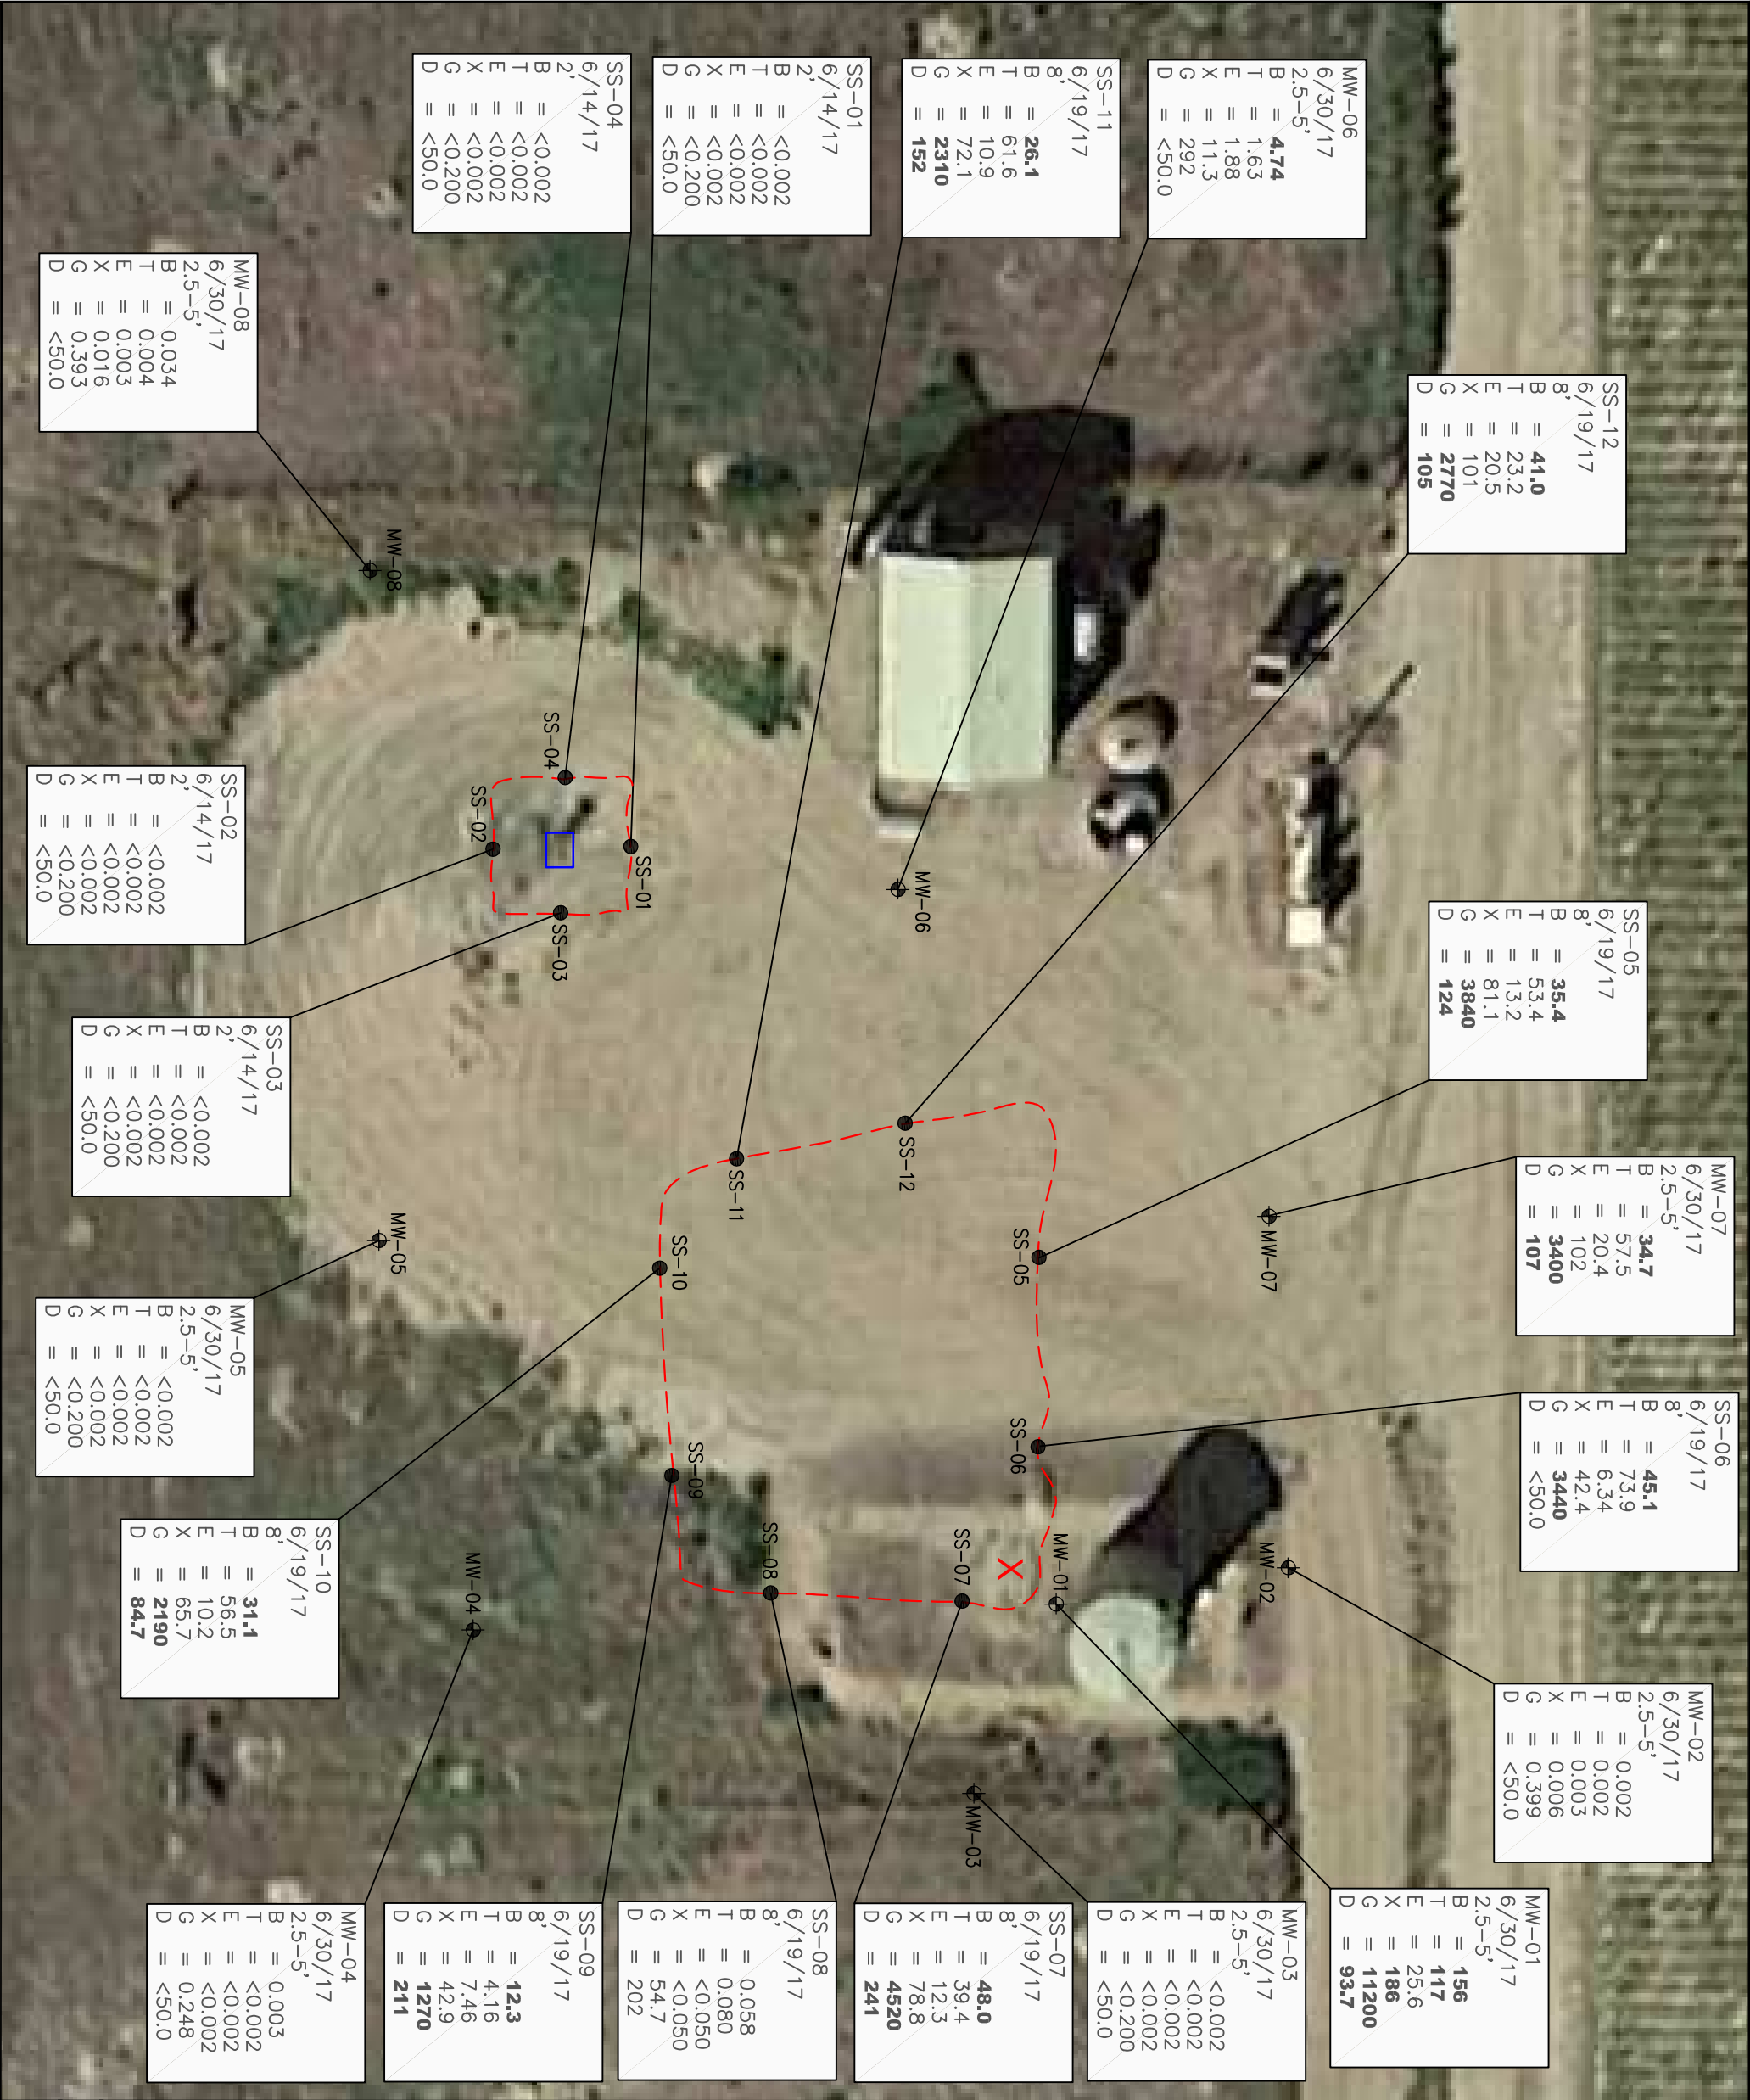 MW-06
6/30/17
2.5-5'
B = 4.74
T = 1.63
E = 1.88
X = 11.3
G = 292
D = <50.0
SS-12
6/19/17
8'
B = 41.0
T = 23.2
E = 20.5
X = 101
G = 2770
D = 105
SS-05
6/19/17
8'
B = 35.4
T = 53.4
E = 13.2
X = 81.1
G = 3840
D = 124
MW-07
6/30/17
2.5-5'
B = 34.7
T = 57.5
E = 20.4
X = 102
G = 3400
D = 107
SS-06
6/19/17
8'
B = 45.1
T = 73.9
E = 6.34
X = 42.4
G = 3440
D = <50.0
MW-02
6/30/17
2.5-5'
B = 0.002
T = 0.002
E = 0.003
X = 0.006
G = 0.399
D = <50.0
MW-01
6/30/17
2.5-5'
B = 156
T = 117
E = 25.6
X = 186
G = 11200
D = 93.7
SS-11
6/19/17
8'
B = 26.1
T = 61.6
E = 10.9
X = 72.1
G = 2310
D = 152
MW-03
6/30/17
2.5-5'
B = <0.002
T = <0.002
E = <0.002
X = <0.002
G = <0.200
D = <50.0
SS-01
6/14/17
2'
B = <0.002
T = <0.002
E = <0.002
X = <0.002
G = <0.200
D = <50.0
SS-07
6/19/17
8'
B = 48.0
T = 39.4
E = 12.3
X = 78.8
G = 4520
D = 241
SS-04
6/14/17
2'
B = <0.002
T = <0.002
E = <0.002
X = <0.002
G = <0.200
D = <50.0
SS-08
6/19/17
8'
B = 0.058
T = 0.080
E = <0.050
X = <0.050
G = 54.7
D = 202
SS-09
6/19/17
8'
B = 12.3
T = 4.16
E = 7.46
X = 42.9
G = 1270
D = 211
MW-08
6/30/17
2.5-5'
B = 0.034
T = 0.004
E = 0.003
X = 0.016
G = 0.393
D = <50.0
SS-02
6/14/17
2'
B = <0.002
T = <0.002
E = <0.002
X = <0.002
G = <0.200
D = <50.0
SS-03
6/14/17
2'
B = <0.002
T = <0.002
E = <0.002
X = <0.002
G = <0.200
D = <50.0
MW-05
6/30/17
2.5-5'
B = <0.002
T = <0.002
E = <0.002
X = <0.002
G = <0.200
D = <50.0
SS-10
6/19/17
8'
B = 31.1
T = 56.5
E = 10.2
X = 65.7
G = 2190
D = 84.7
MW-04
6/30/17
2.5-5'
B = 0.003
T = <0.002
E = <0.002
X = <0.002
G = 0.248
D = <50.0
MW-07
MW-02
MW-01
SS-05
SS-06
X
MW-03
SS-07
MW-06
SS-12
SS-11
SS-08
SS-10
SS-09
SS-01
SS-03
SS-04
SS-02
MW-08
MW-05
MW-04